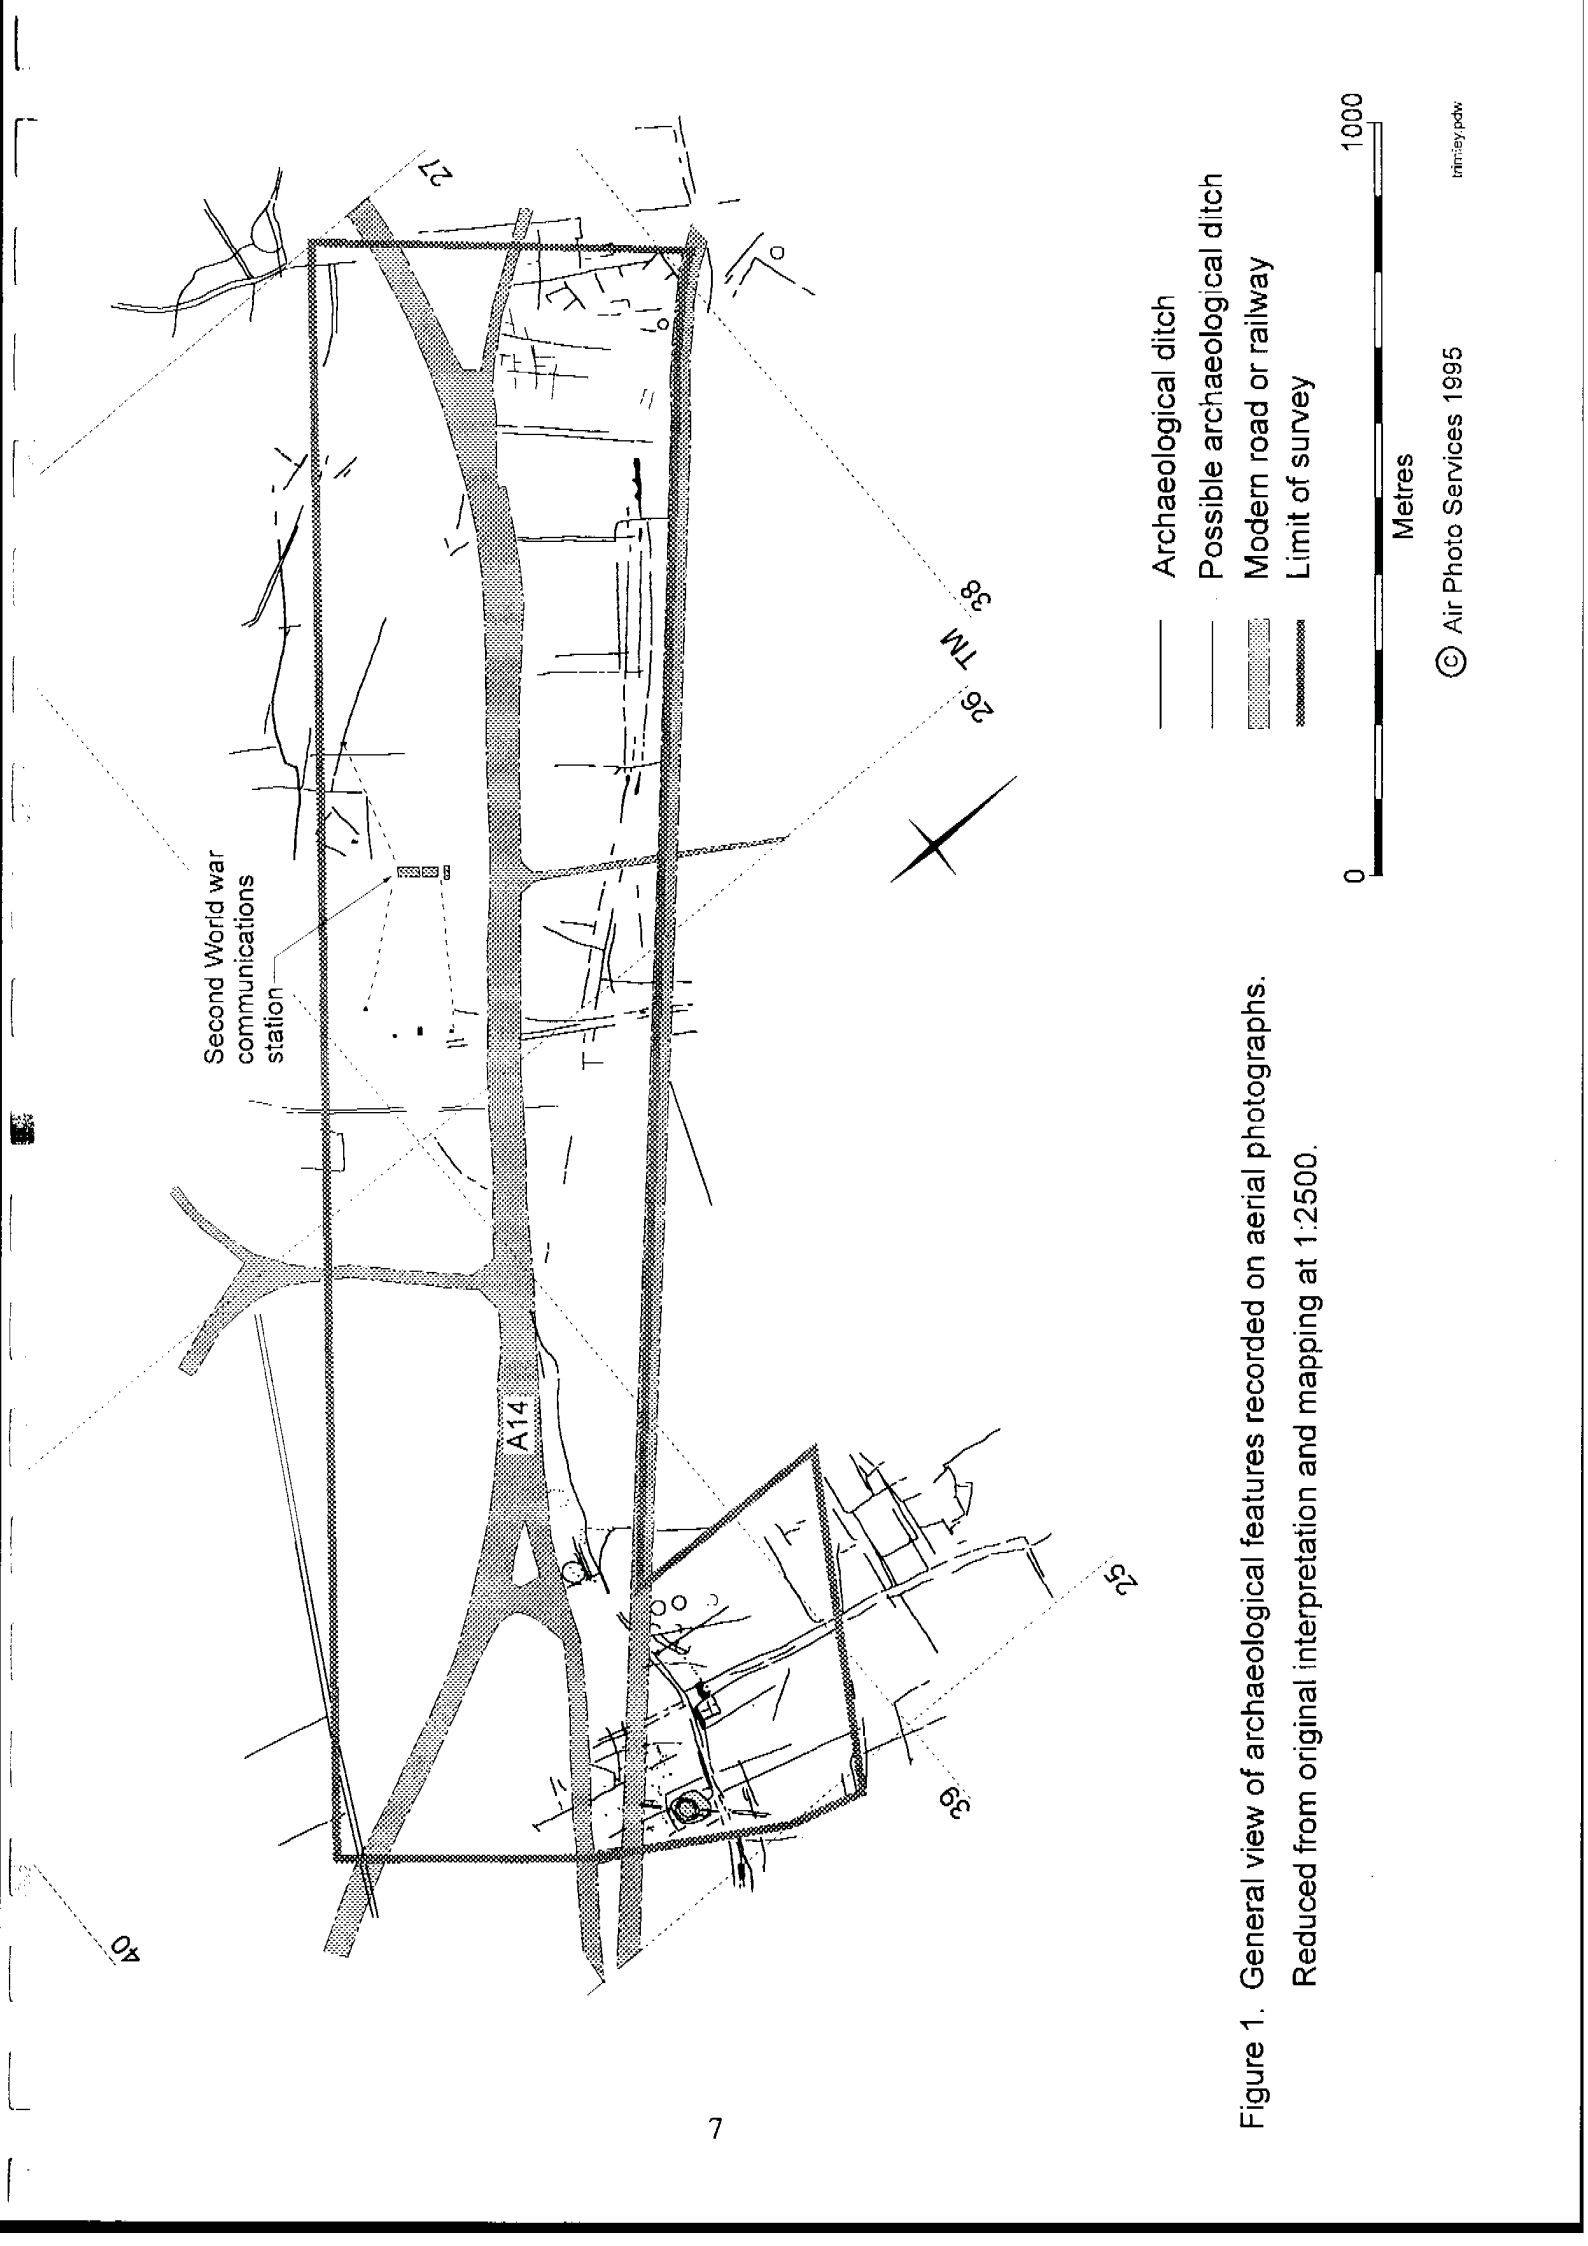 40
27
Second World war
communications
station
A14
38
TM
26
25
39
Archaeological ditch
Possible archaeological ditch
Modern road or railway
Limit of survey
0
1000
Metres
© Air Photo Services 1995
trimley.pdw
Figure 1. General view of archaeological features recorded on aerial photographs.
Reduced from original interpretation and mapping at 1:2500.
7